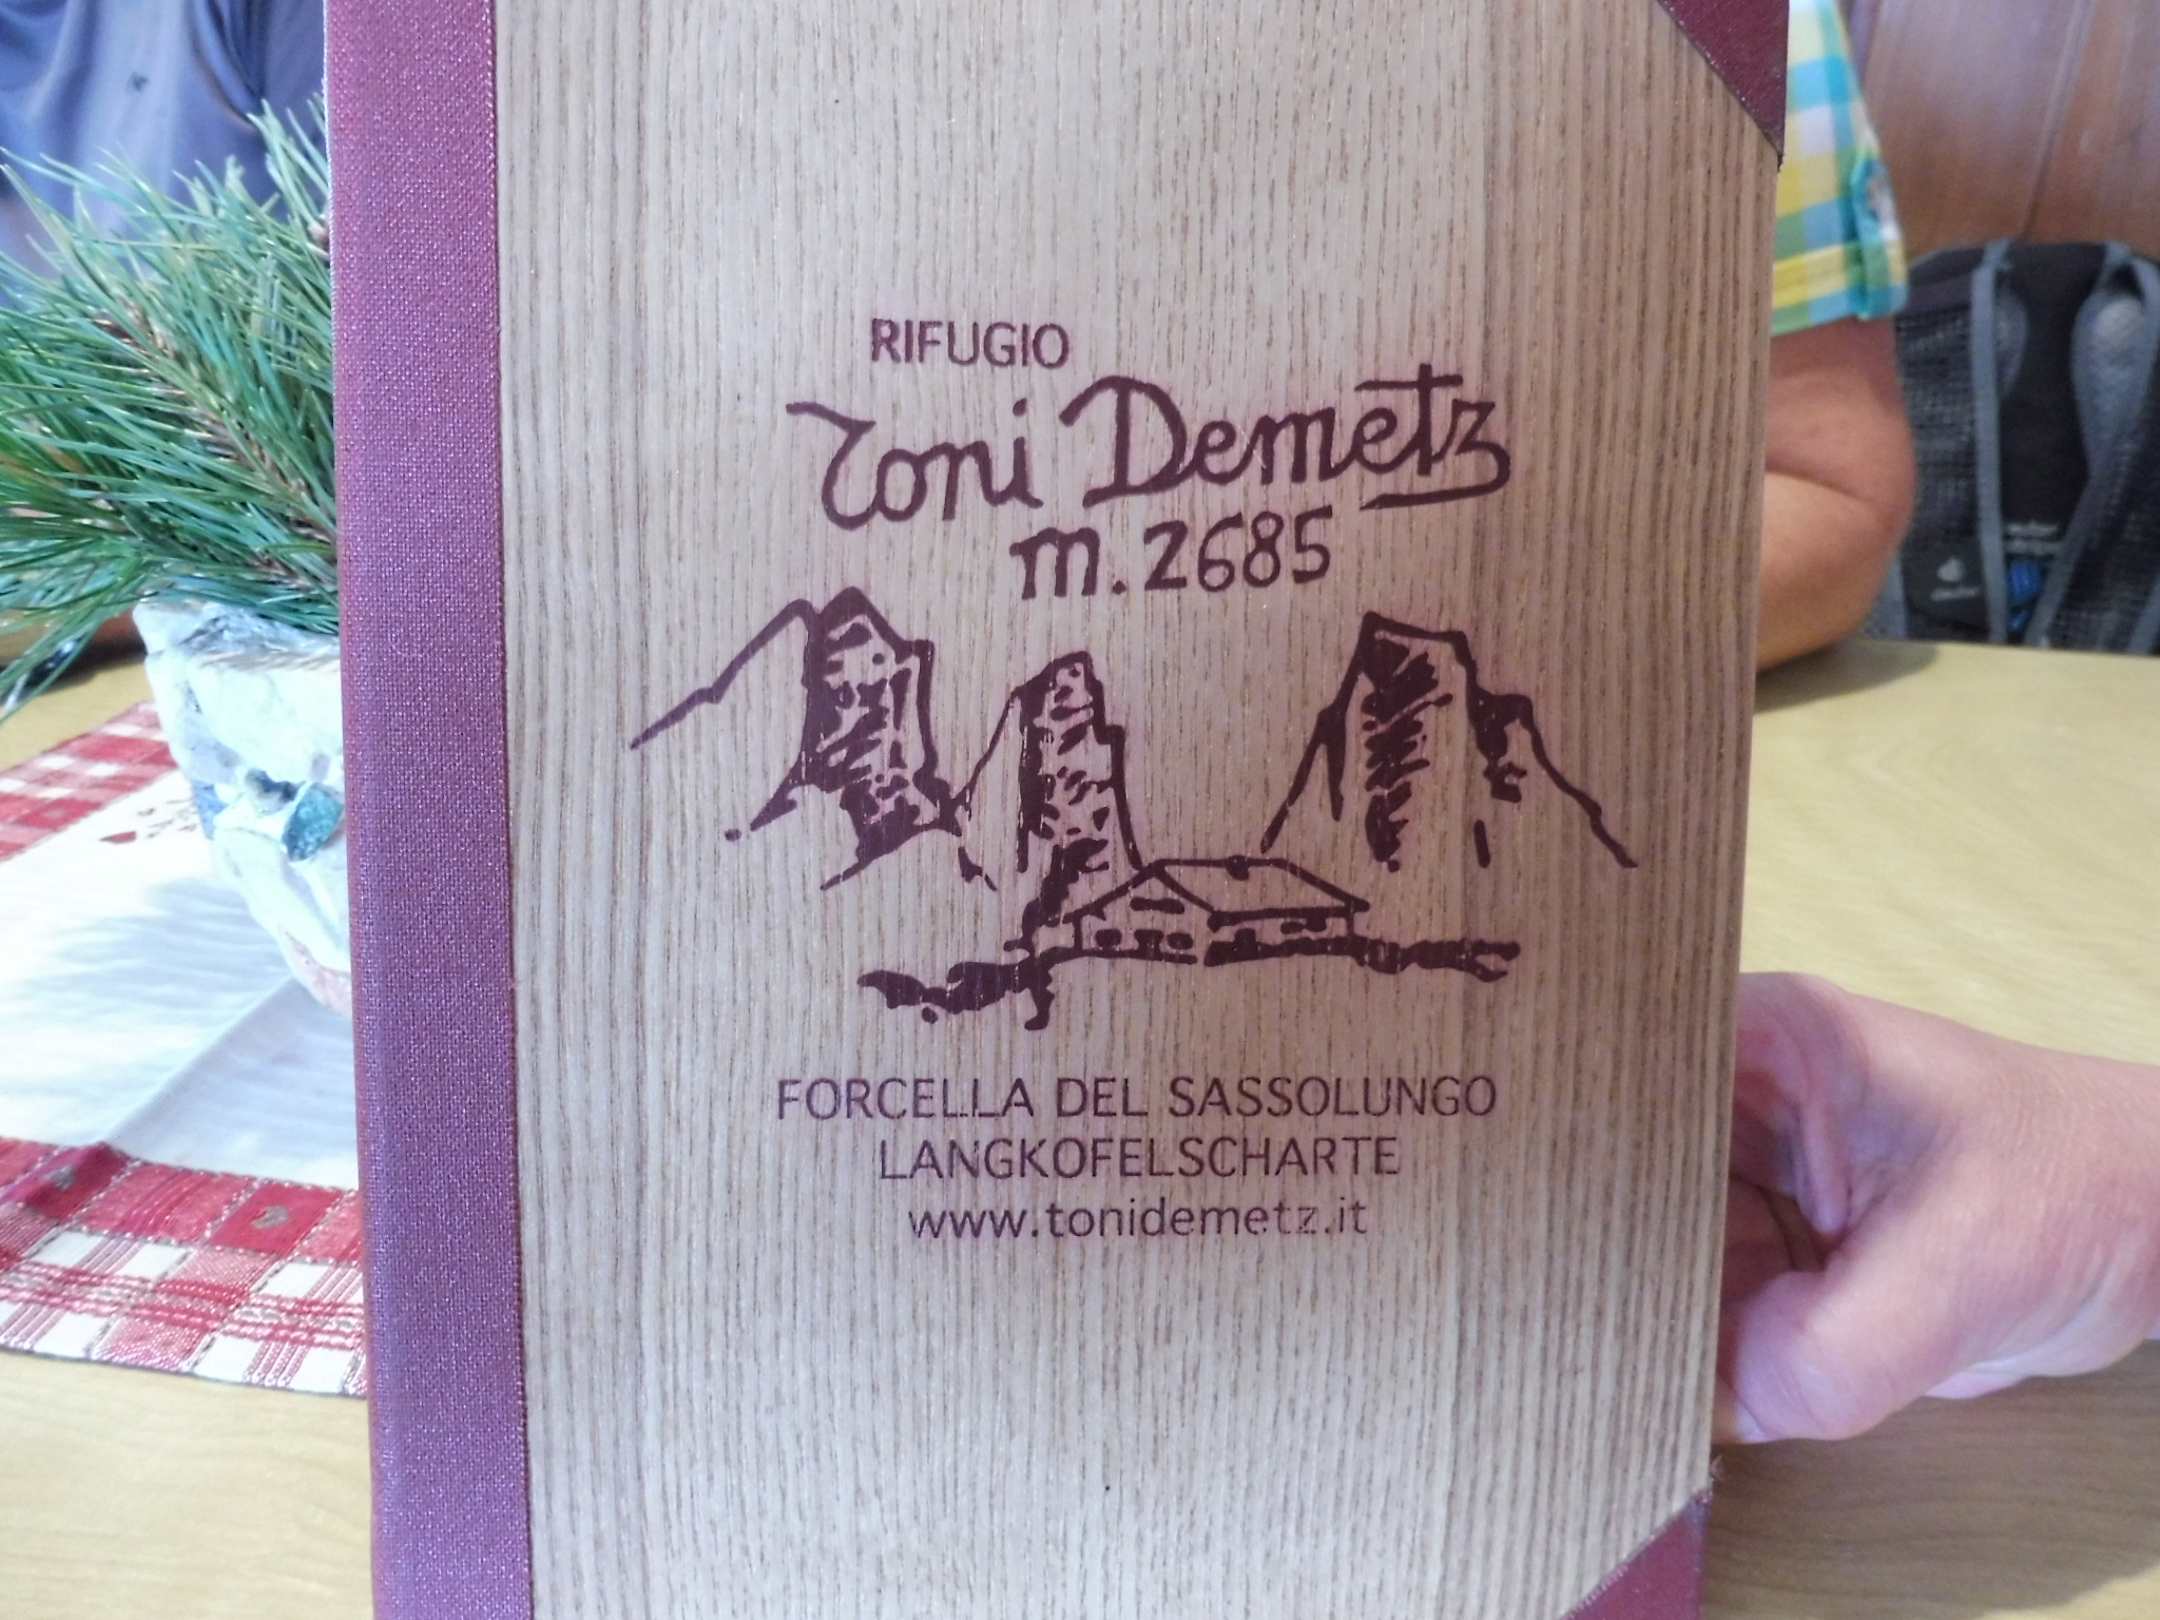 RIFUGIO
Toni Demetz
m. 2685
FORCELLA DEL SASSOLUNGO
LANGKOFELSCHARTE
www.tonidemetz.it